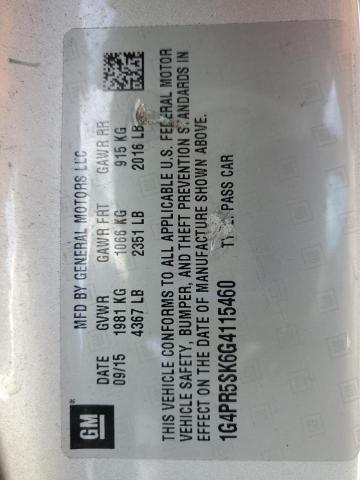 GM
MFD BY GENERAL MOTORS LLC
DATE GVWR GAWR FRT GAWR RR
09/15 1981 KG 1066 KG 915 KG
4367 LB 2351 LB 2016 LB
THIS VEHICLE CONFORMS TO ALL APPLICABLE U.S. FEDERAL MOTOR
VEHICLE SAFETY, BUMPER, AND THEFT PREVENTION STANDARDS IN
EFFECT ON THE DATE OF MANUFACTURE SHOWN ABOVE.
1G4PR5SK6G4115460 PASS CAR